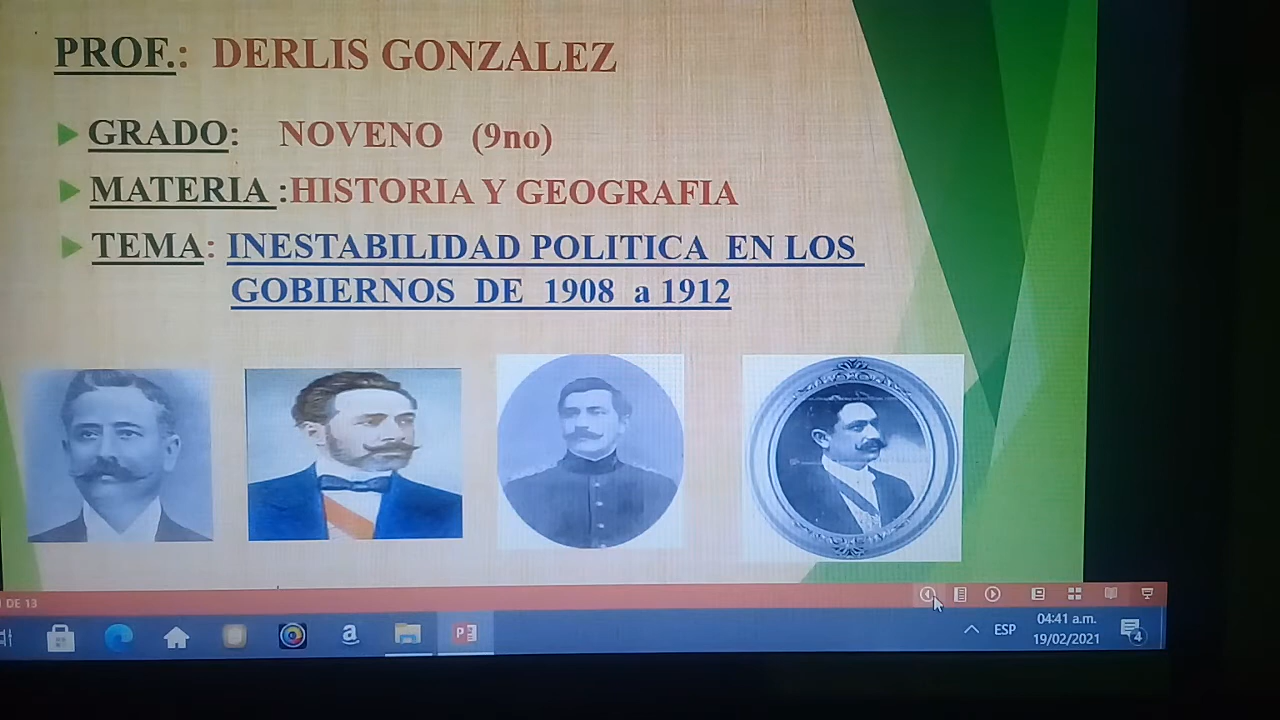 PROF.: DERLIS GONZALEZ
GRADO: NOVENO (9no)
MATERIA :HISTORIA Y GEOGRAFIA
TEMA: INESTABILIDAD POLITICA EN LOS
GOBIERNOS DE 1908 a 1912
DE 13
ESP
04:41 a.m.
19/02/2021
4